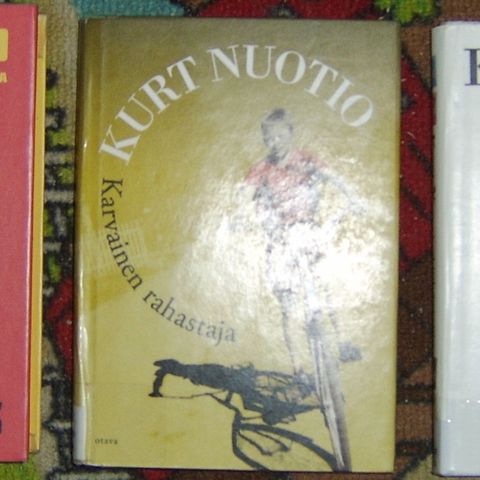 KURT NUOTIO
Karvainen rahastaja
otava